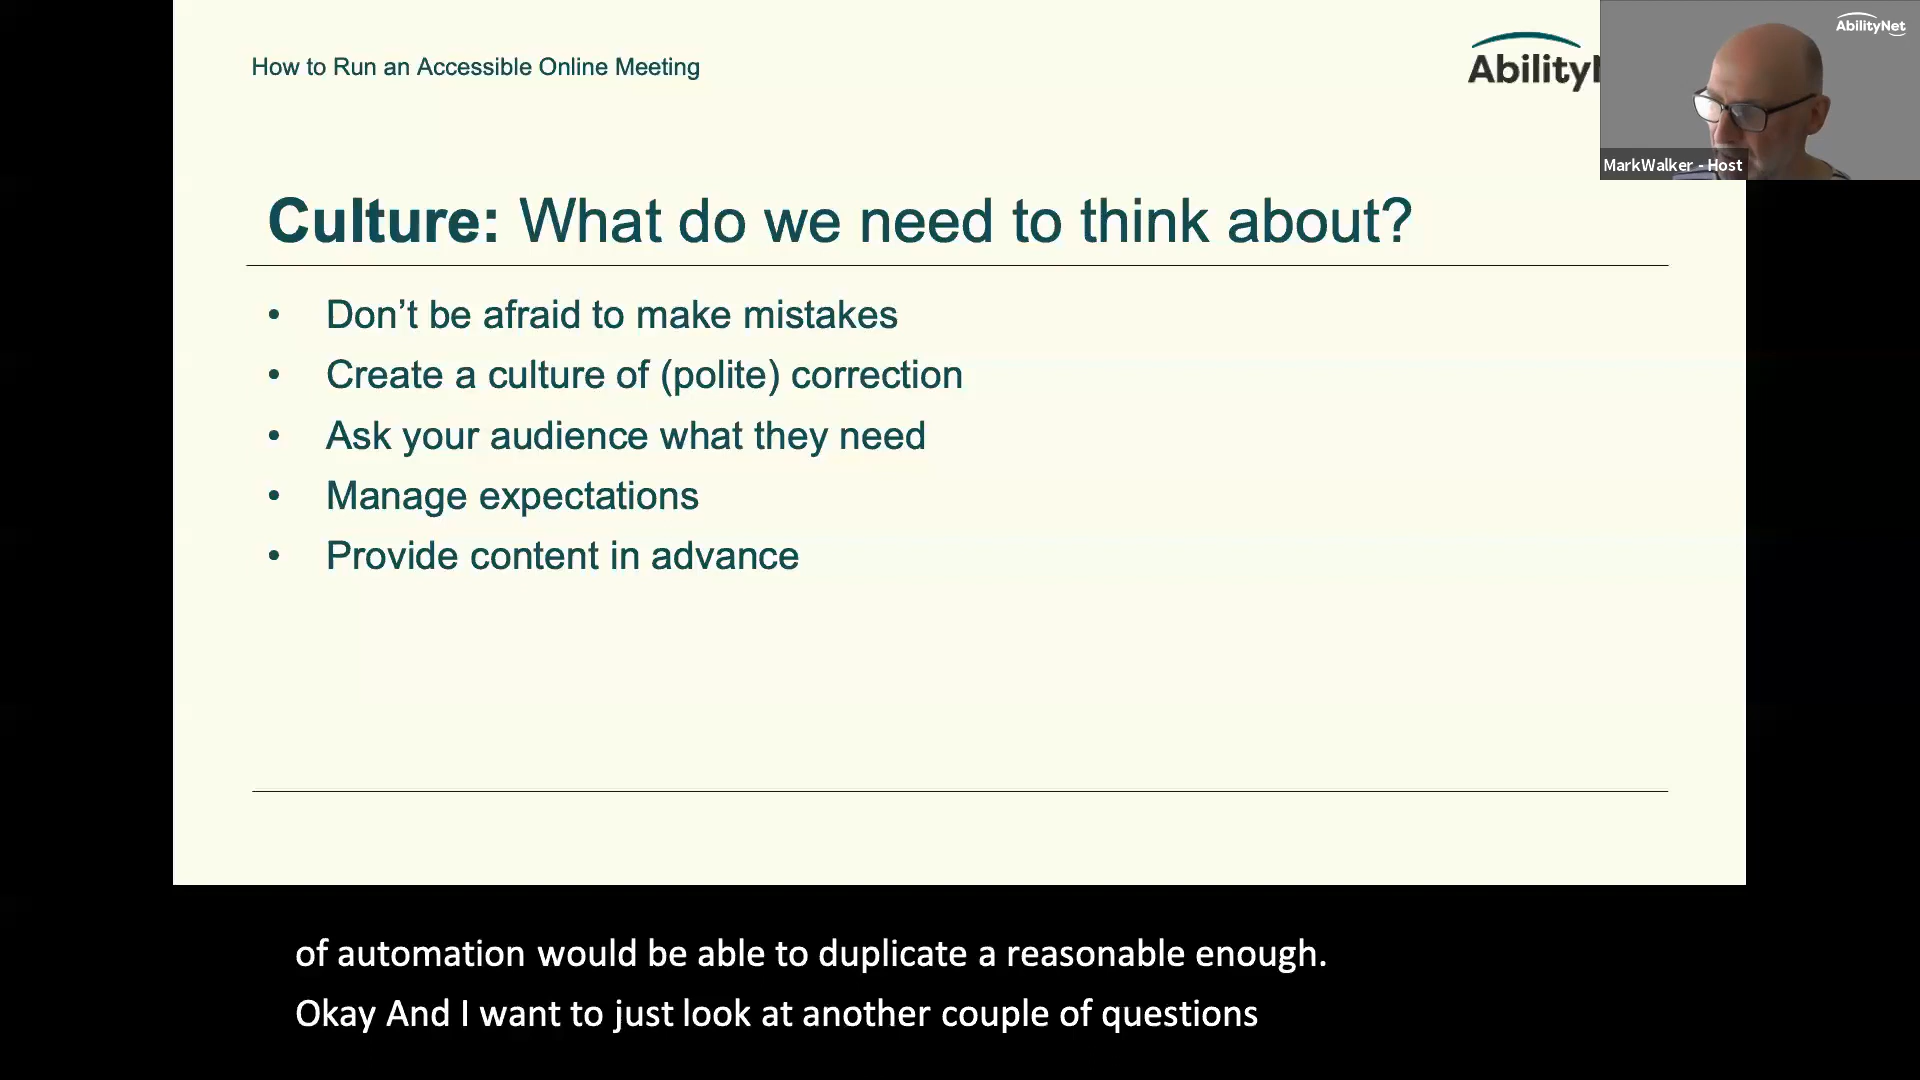 How to Run an Accessible Online Meeting
AbilityN
AbilityNet
MarkWalker - Host
Culture: What do we need to think about?
• Don’t be afraid to make mistakes
• Create a culture of (polite) correction
• Ask your audience what they need
• Manage expectations
• Provide content in advance
of automation would be able to duplicate a reasonable enough.
Okay And I want to just look at another couple of questions